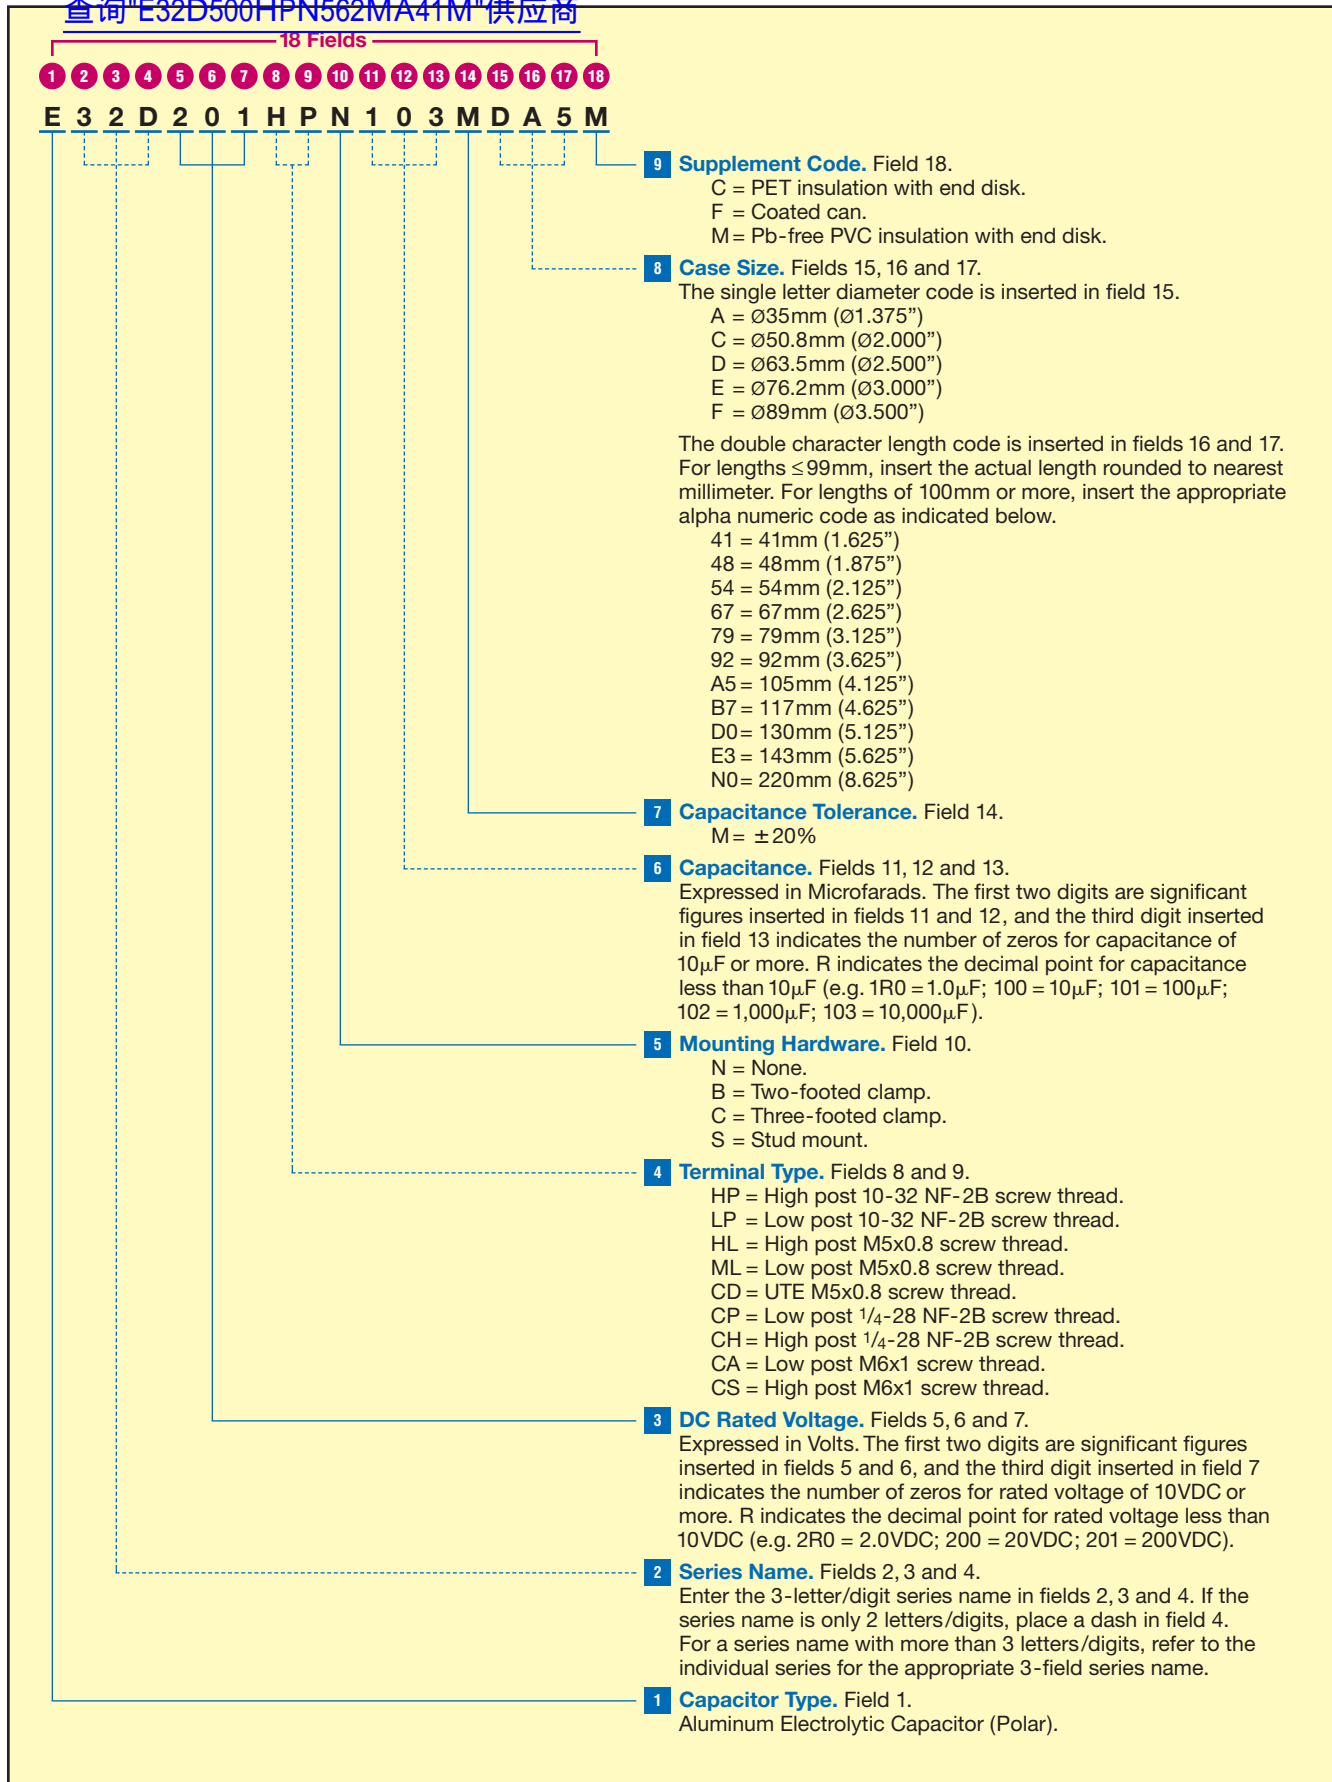 查询"E32D500HPN562MA41M"供应商
18 Fields
1 2 3 4 5 6 7 8 9 10 11 12 13 14 15 16 17 18
E 3 2 D 2 0 1 H P N 1 0 3 M D A 5 M
9 Supplement Code. Field 18.
C = PET insulation with end disk.
F = Coated can.
M = Pb-free PVC insulation with end disk.
8 Case Size. Fields 15, 16 and 17.
The single letter diameter code is inserted in field 15.
A = Ø35mm (Ø1.375”)
C = Ø50.8mm (Ø2.000”)
D = Ø63.5mm (Ø2.500”)
E = Ø76.2mm (Ø3.000”)
F = Ø89mm (Ø3.500”)
The double character length code is inserted in fields 16 and 17.
For lengths ≤99mm, insert the actual length rounded to nearest
millimeter. For lengths of 100mm or more, insert the appropriate
alpha numeric code as indicated below.
41 = 41mm (1.625”)
48 = 48mm (1.875”)
54 = 54mm (2.125”)
67 = 67mm (2.625”)
79 = 79mm (3.125”)
92 = 92mm (3.625”)
A5 = 105mm (4.125”)
B7 = 117mm (4.625”)
D0 = 130mm (5.125”)
E3 = 143mm (5.625”)
N0 = 220mm (8.625”)
7 Capacitance Tolerance. Field 14.
M = ±20%
6 Capacitance. Fields 11, 12 and 13.
Expressed in Microfarads. The first two digits are significant
figures inserted in fields 11 and 12, and the third digit inserted
in field 13 indicates the number of zeros for capacitance of
10µF or more. R indicates the decimal point for capacitance
less than 10µF (e.g. 1R0 = 1.0µF; 100 = 10µF; 101 = 100µF;
102 = 1,000µF; 103 = 10,000µF).
5 Mounting Hardware. Field 10.
N = None.
B = Two-footed clamp.
C = Three-footed clamp.
S = Stud mount.
4 Terminal Type. Fields 8 and 9.
HP = High post 10-32 NF-2B screw thread.
LP = Low post 10-32 NF-2B screw thread.
HL = High post M5x0.8 screw thread.
ML = Low post M5x0.8 screw thread.
CD = UTE M5x0.8 screw thread.
CP = Low post 1/4-28 NF-2B screw thread.
CH = High post 1/4-28 NF-2B screw thread.
CA = Low post M6x1 screw thread.
CS = High post M6x1 screw thread.
3 DC Rated Voltage. Fields 5, 6 and 7.
Expressed in Volts. The first two digits are significant figures
inserted in fields 5 and 6, and the third digit inserted in field 7
indicates the number of zeros for rated voltage of 10VDC or
more. R indicates the decimal point for rated voltage less than
10VDC (e.g. 2R0 = 2.0VDC; 200 = 20VDC; 201 = 200VDC).
2 Series Name. Fields 2, 3 and 4.
Enter the 3-letter/digit series name in fields 2, 3 and 4. If the
series name is only 2 letters/digits, place a dash in field 4.
For a series name with more than 3 letters/digits, refer to the
individual series for the appropriate 3-field series name.
1 Capacitor Type. Field 1.
Aluminum Electrolytic Capacitor (Polar).